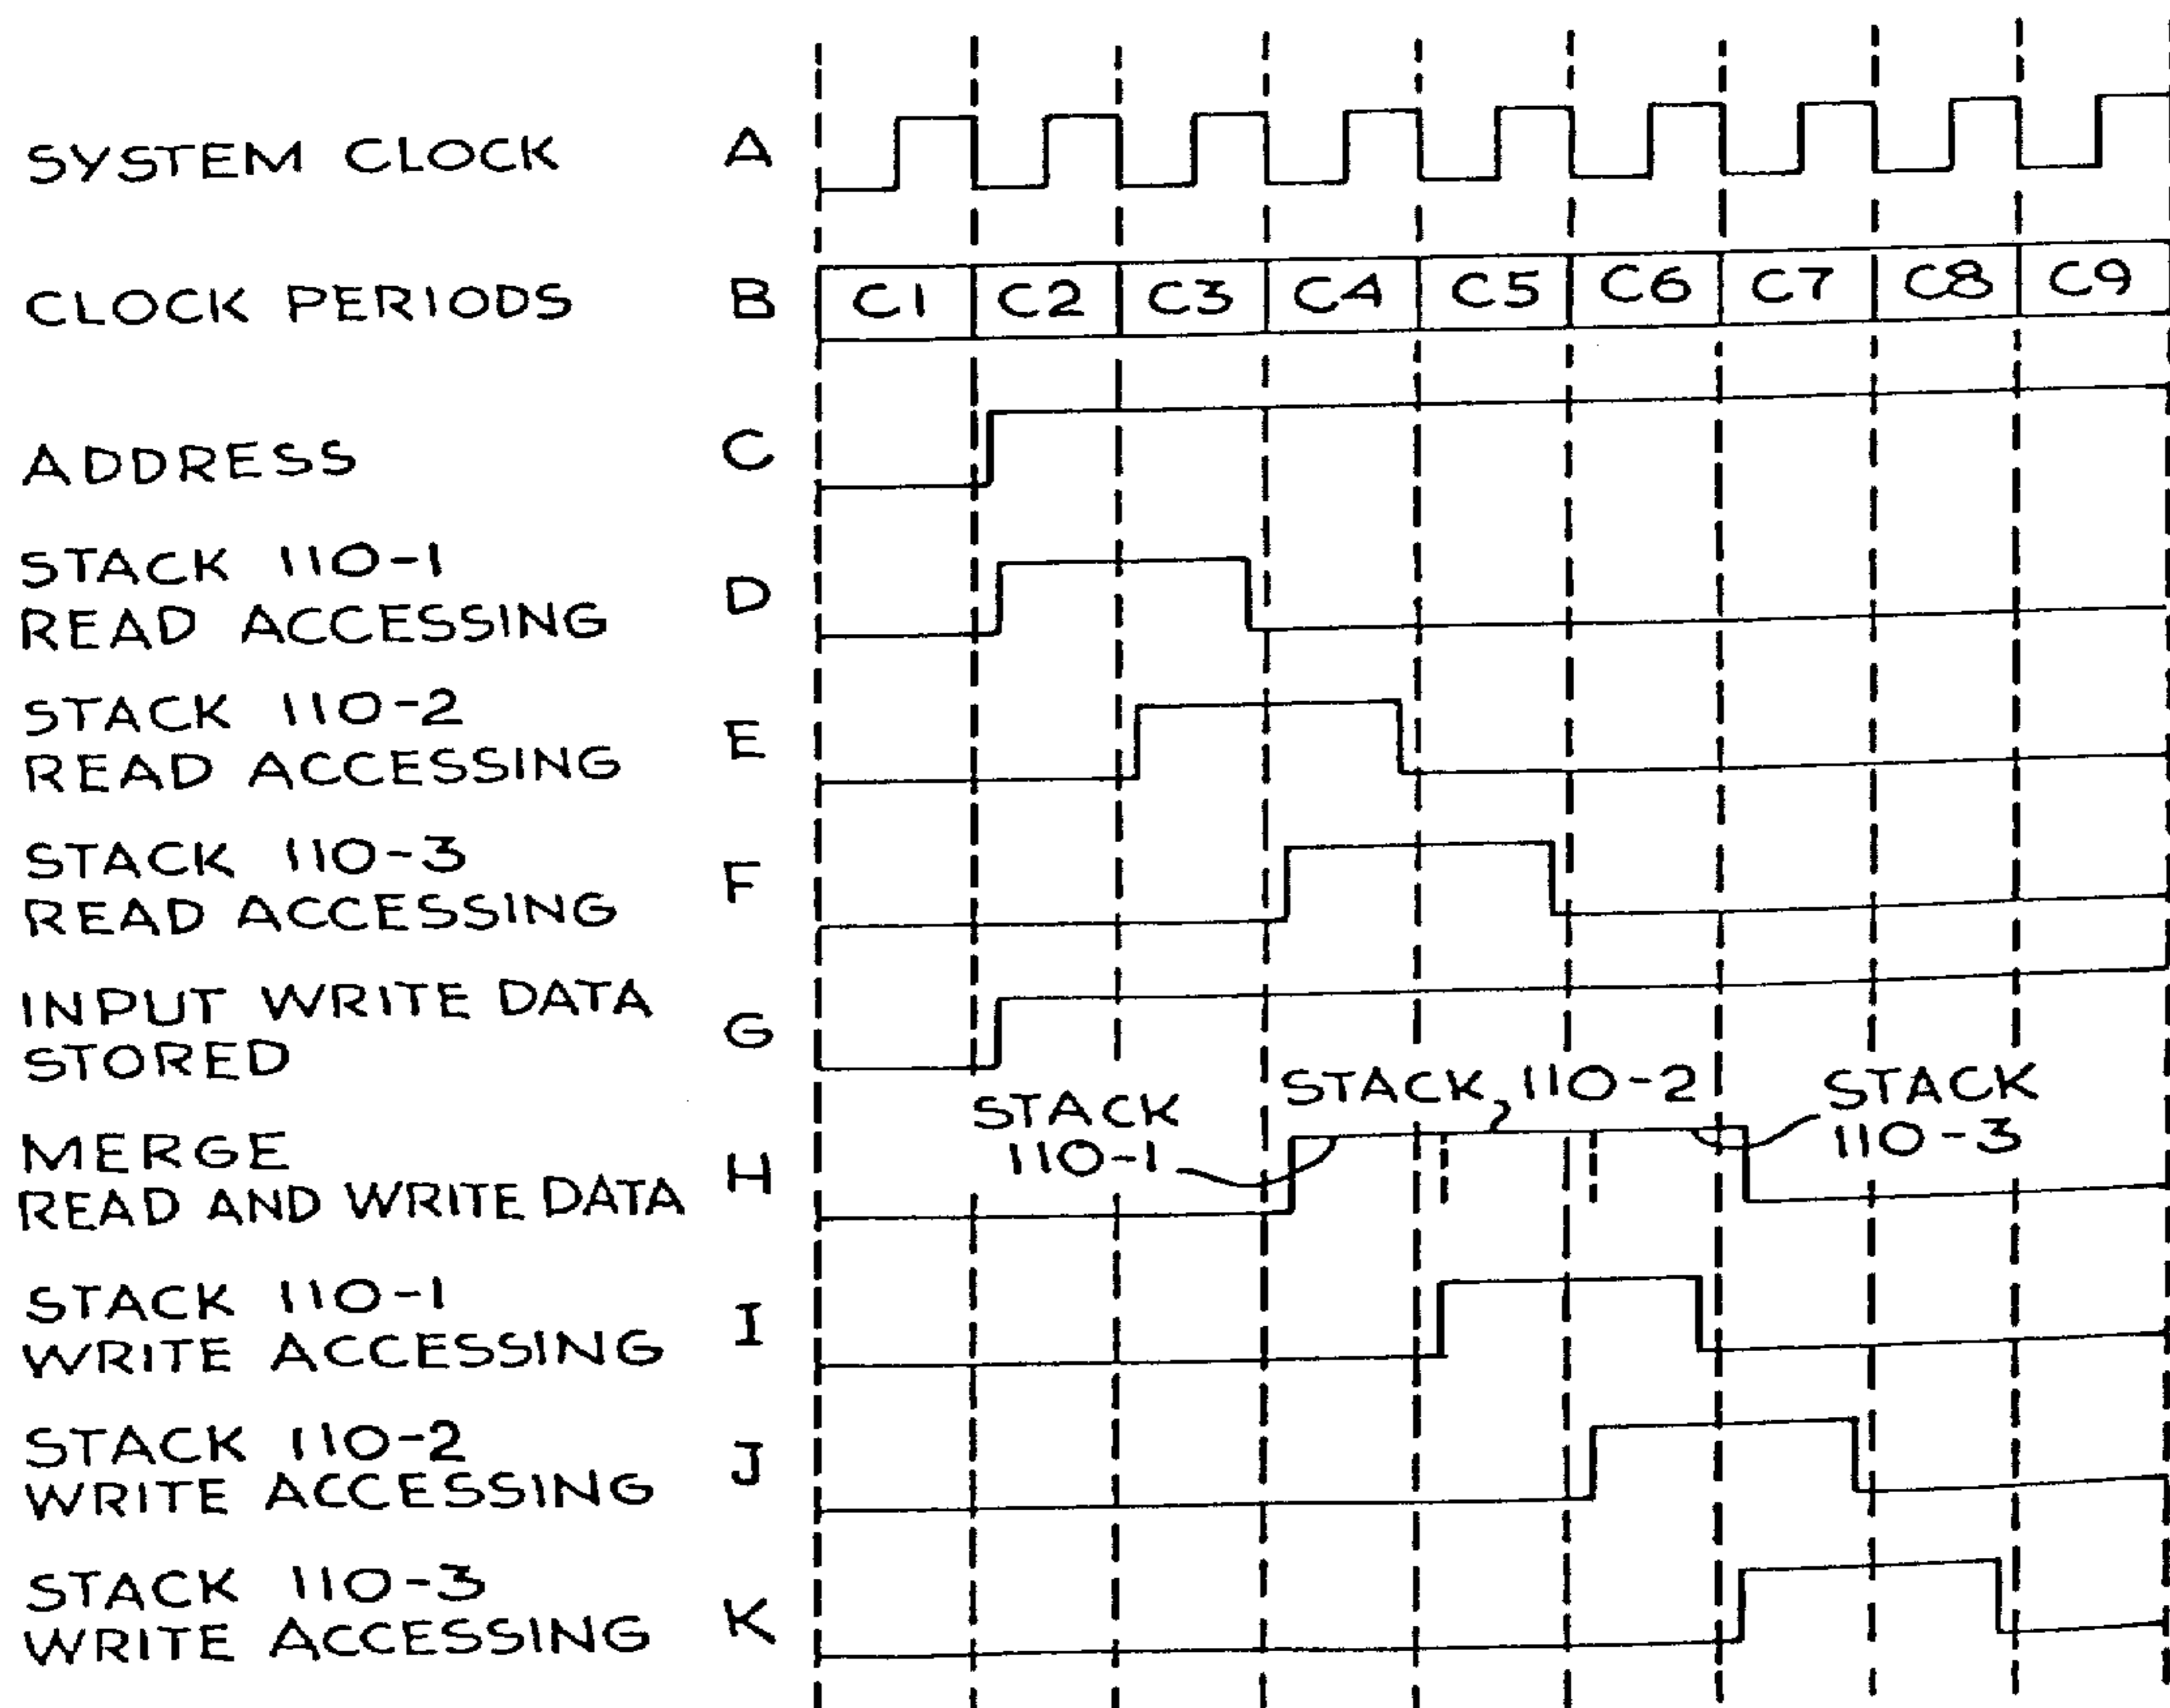 SYSTEM CLOCK A
CLOCK PERIODS B C1 C2 C3 C4 C5 C6 C7 C8 C9
ADDRESS C
STACK 110-1
READ ACCESSING D
STACK 110-2
READ ACCESSING E
STACK 110-3
READ ACCESSING F
INPUT WRITE DATA
STORED G
MERGE
READ AND WRITE DATA H
STACK
110-1
STACK 110-2
STACK
110-3
STACK 110-1
WRITE ACCESSING I
STACK 110-2
WRITE ACCESSING J
STACK 110-3
WRITE ACCESSING K